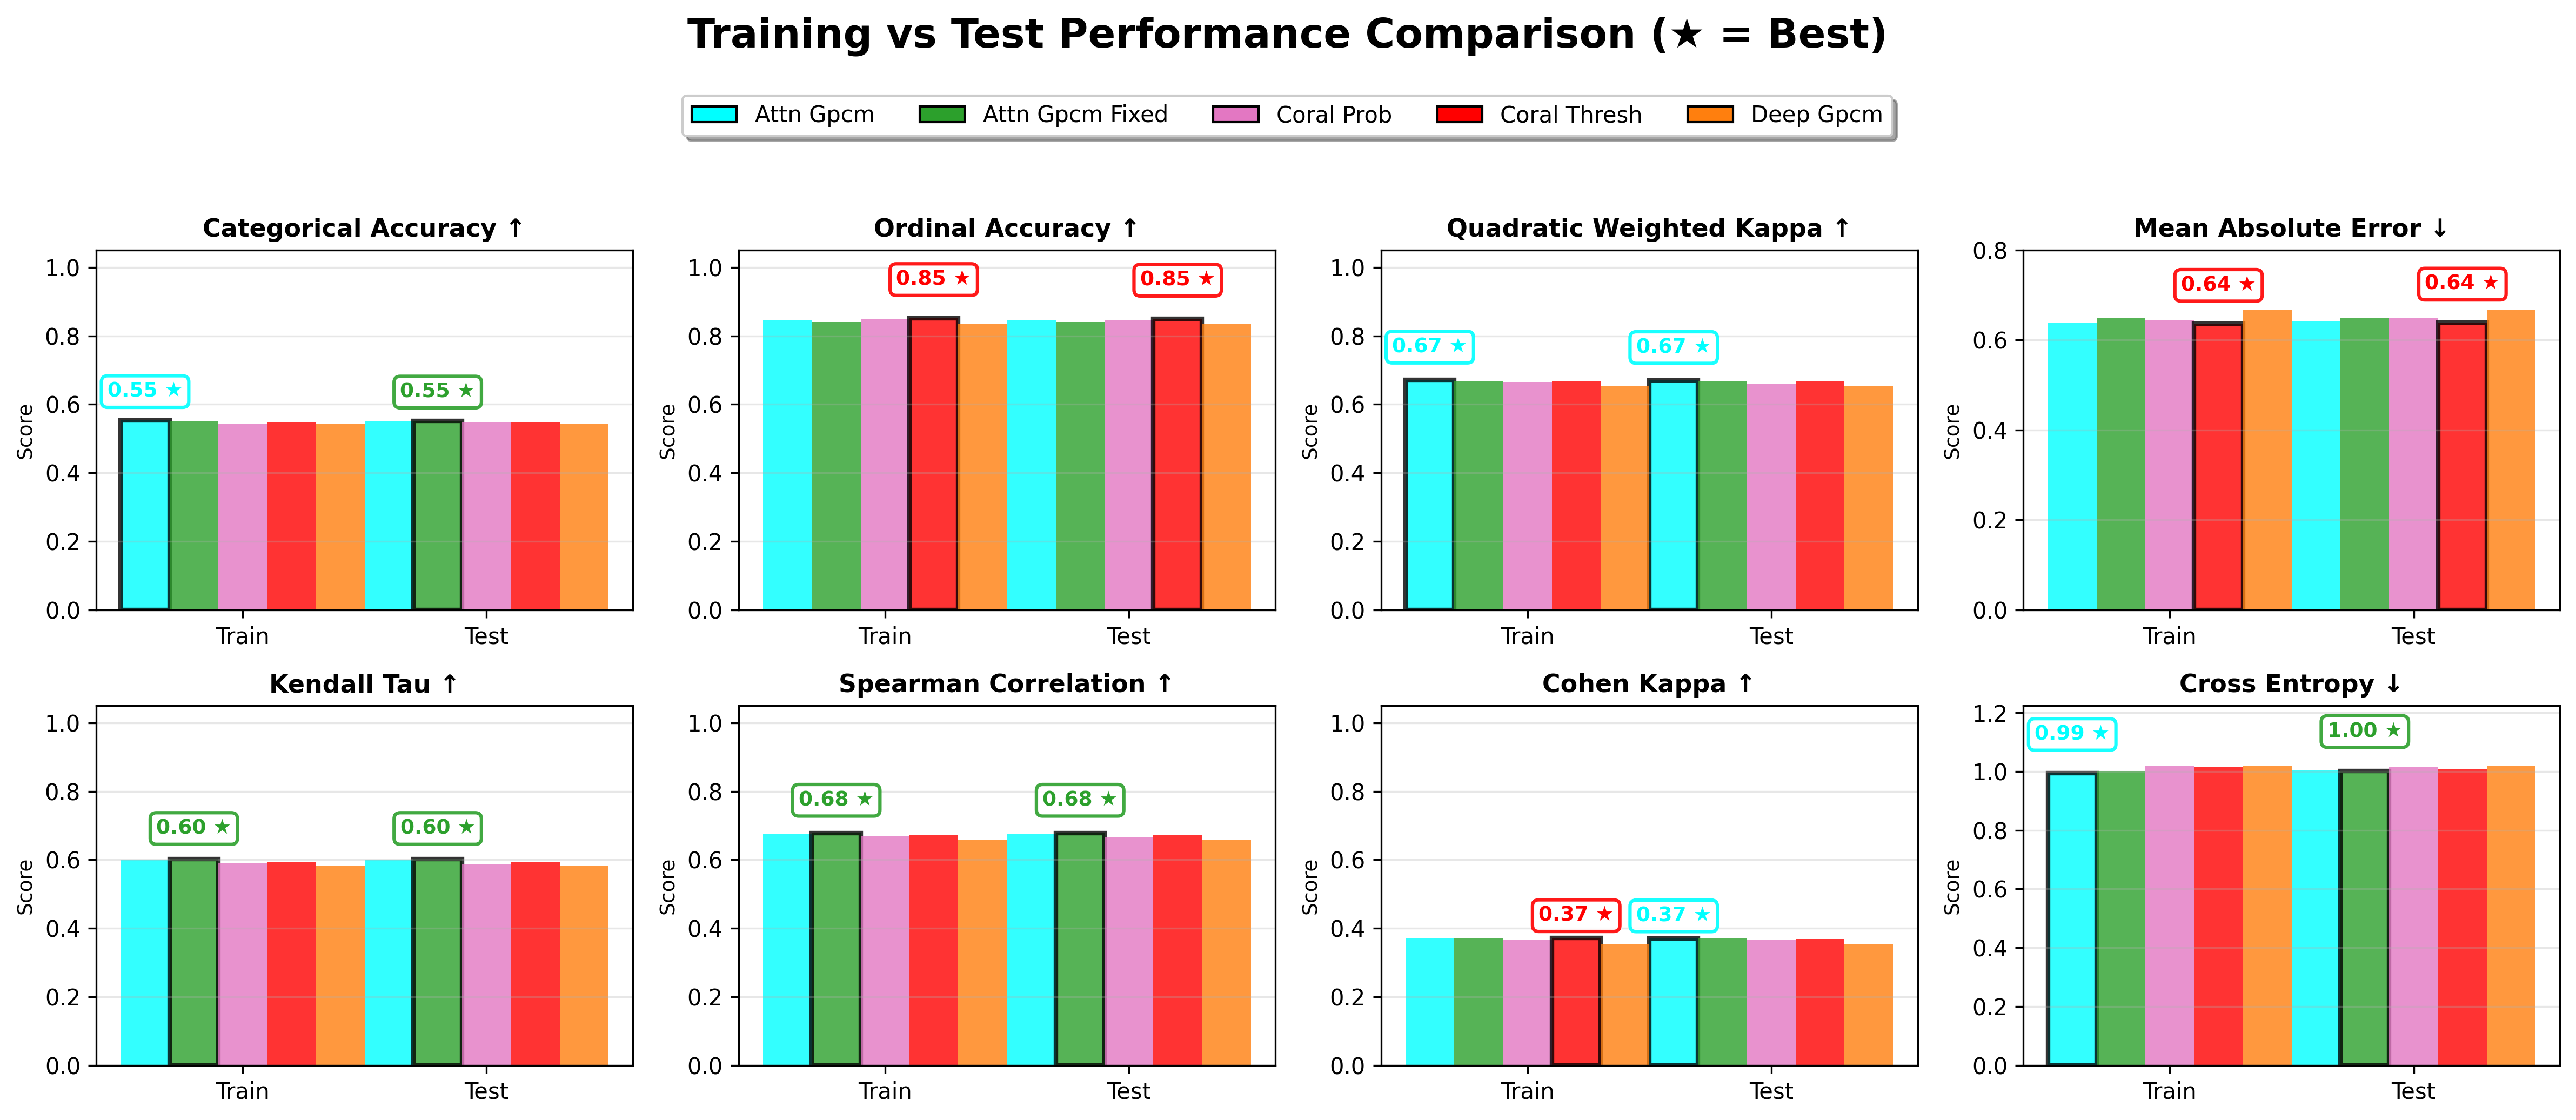 Training vs Test Performance Comparison (★ = Best)
Attn Gpcm Attn Gpcm Fixed Coral Prob Coral Thresh Deep Gpcm
Categorical Accuracy ↑
Score
1.0
0.8
0.6
0.4
0.2
0.0
0.55 ★
0.55 ★
Train Test
Ordinal Accuracy ↑
Score
1.0
0.8
0.6
0.4
0.2
0.0
0.85 ★
0.85 ★
Train Test
Quadratic Weighted Kappa ↑
Score
1.0
0.8
0.6
0.4
0.2
0.0
0.67 ★
0.67 ★
Train Test
Mean Absolute Error ↓
Score
0.8
0.6
0.4
0.2
0.0
0.64 ★
0.64 ★
Train Test
Kendall Tau ↑
Score
1.0
0.8
0.6
0.4
0.2
0.0
0.60 ★
0.60 ★
Train Test
Spearman Correlation ↑
Score
1.0
0.8
0.6
0.4
0.2
0.0
0.68 ★
0.68 ★
Train Test
Cohen Kappa ↑
Score
1.0
0.8
0.6
0.4
0.2
0.0
0.37 ★
0.37 ★
Train Test
Cross Entropy ↓
Score
1.2
1.0
0.8
0.6
0.4
0.2
0.0
0.99 ★
1.00 ★
Train Test